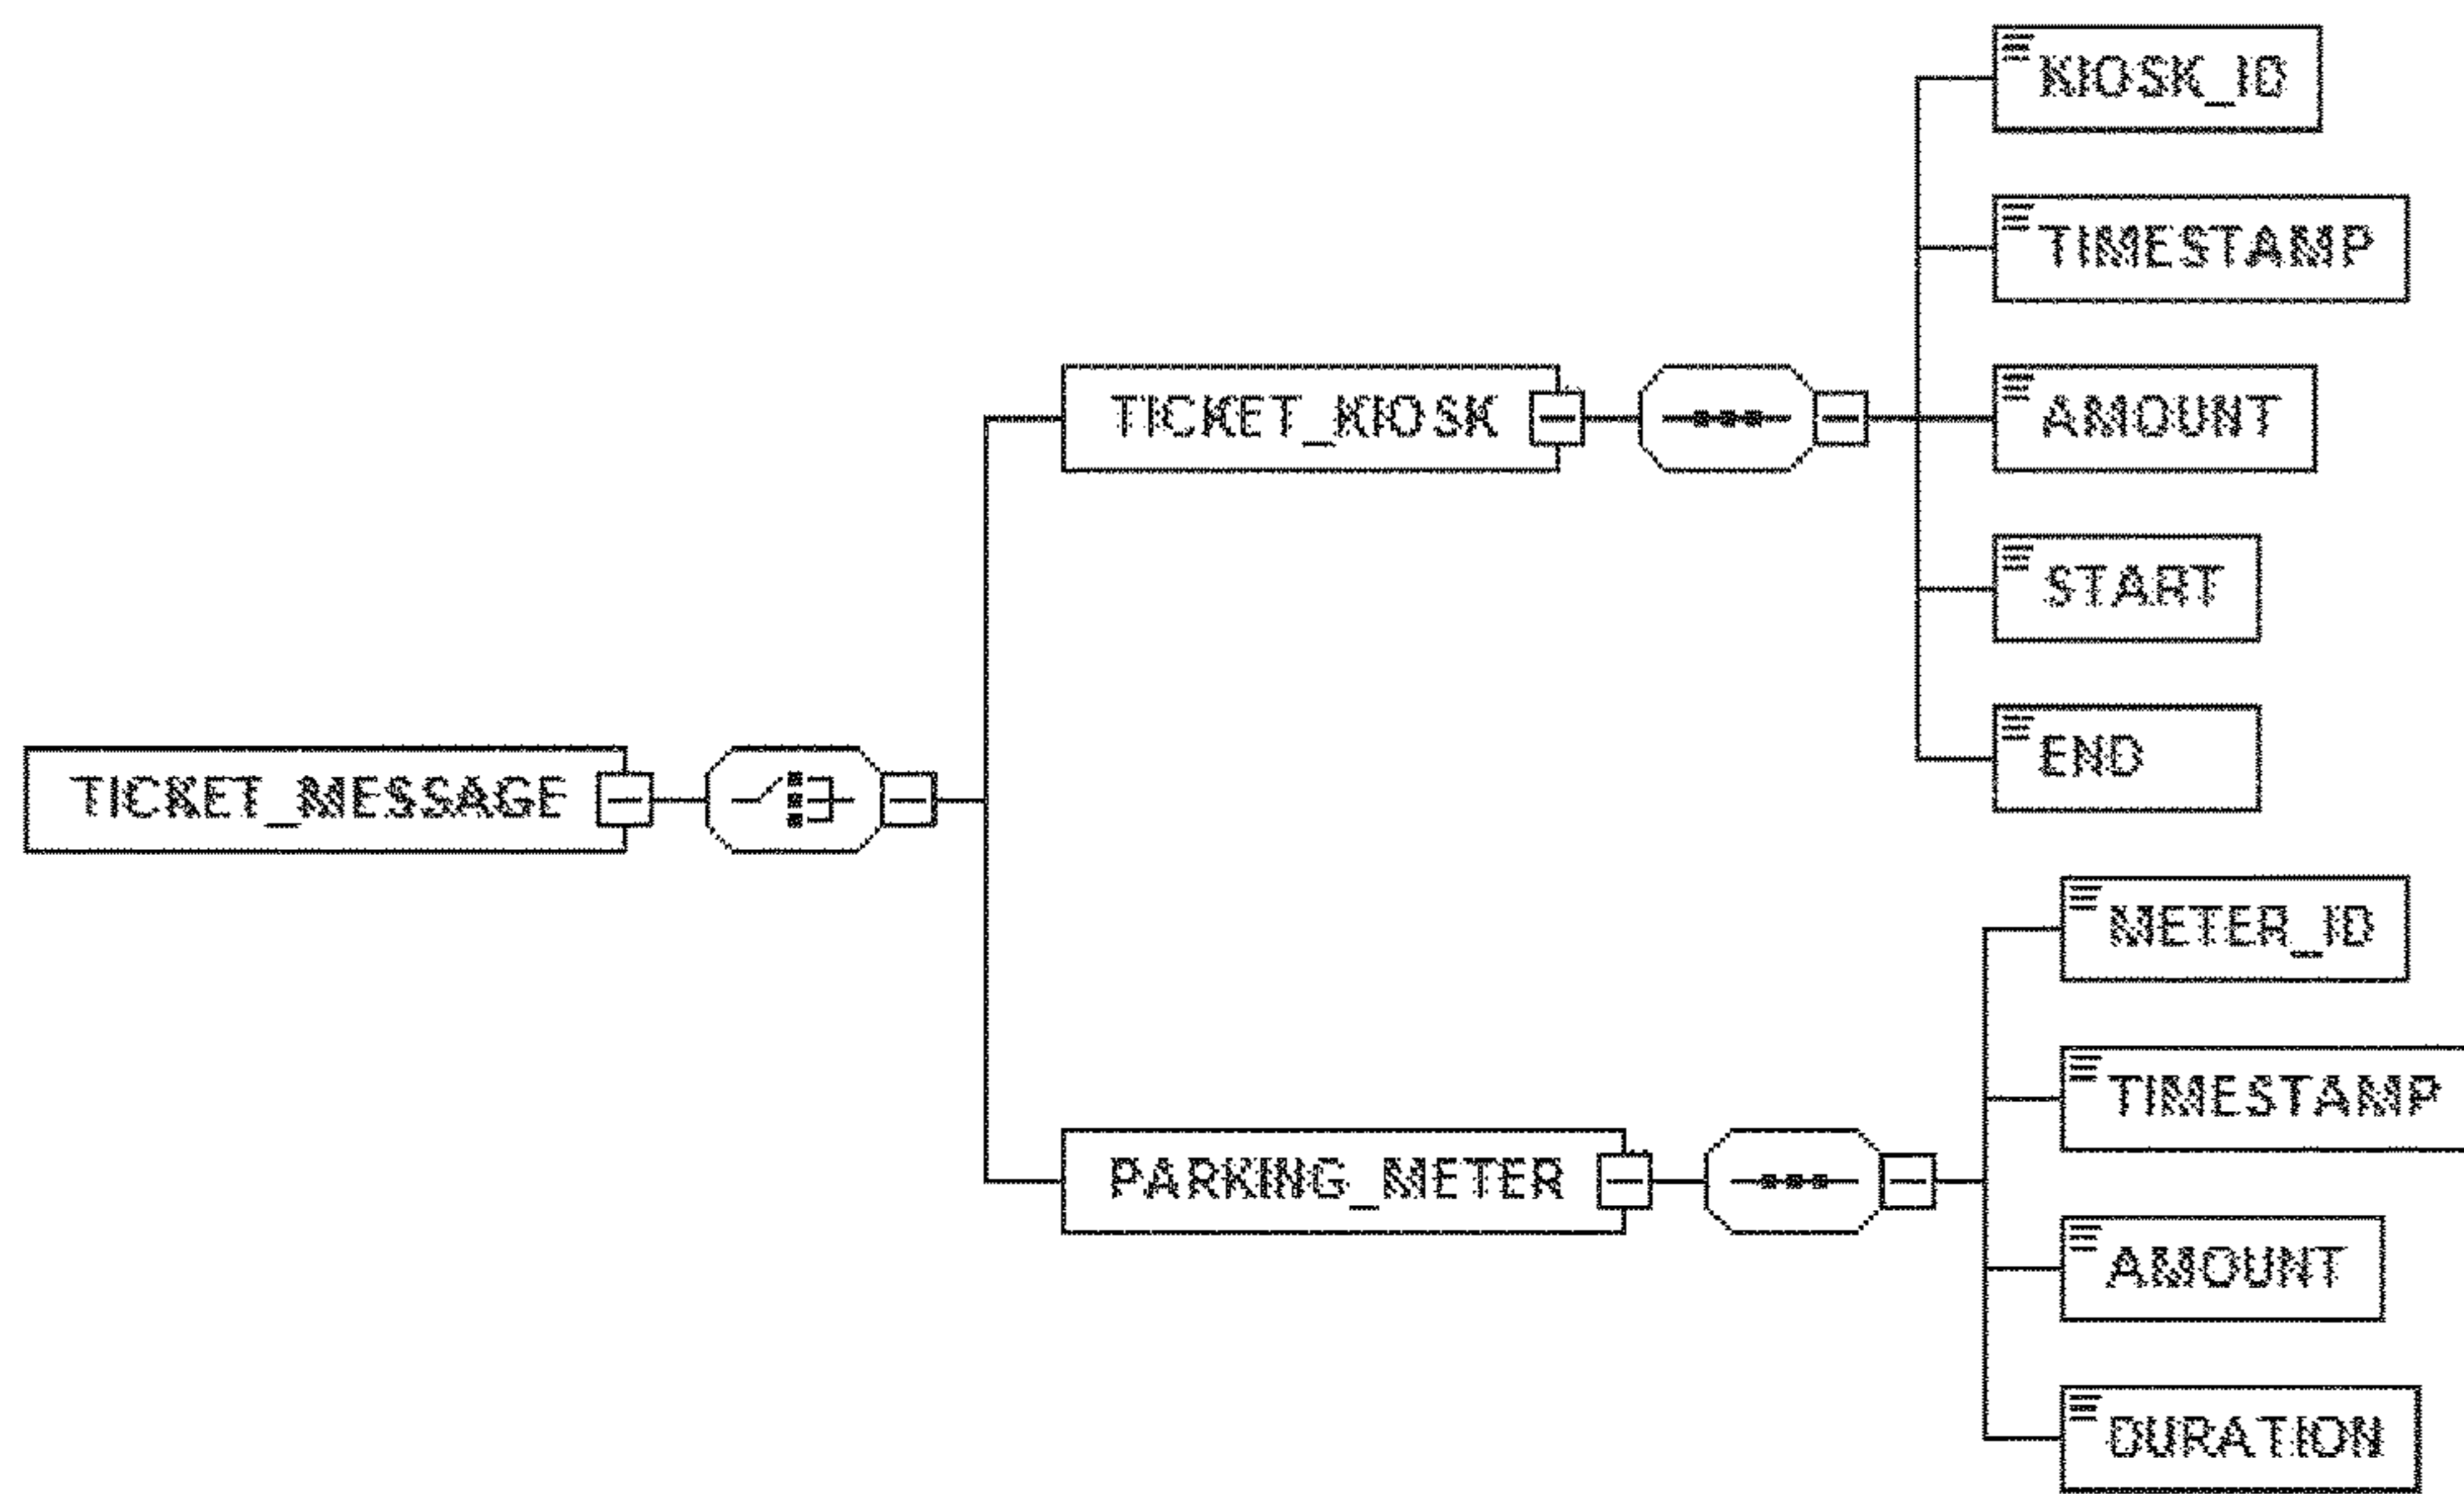 KIOSK_ID
TIMESTAMP
AMOUNT
START
END
TICKET_KIOSK
TICKET_MESSAGE
PARKING_METER
METER_ID
TIMESTAMP
AMOUNT
DURATION